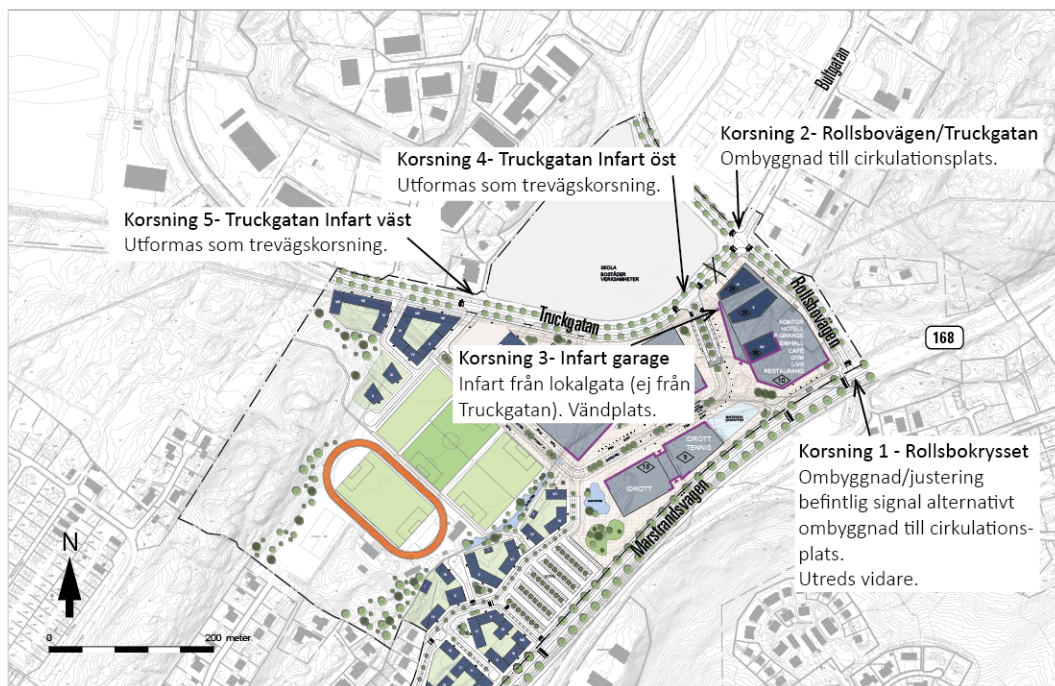 Bultgatan
Korsning 2- Rollsbovägen/Truckgatan
Ombyggnad till cirkulationsplats.
Korsning 4- Truckgatan Infart öst
Utformas som trevägskorsning.
Korsning 5- Truckgatan Infart väst
Utformas som trevägskorsning.
SKOLA
BOSTÄDER
VERKSAMHETER
Truckgatan
Rollsbovägen
KONTOR
HOTELL
P-GARAGE
SIMHALL
CAFÉ
GYM
LIVS
RESTAURANG
10
168
Korsning 3- Infart garage
Infart från lokalgata (ej från
Truckgatan). Vändplats.
IDROTT
TENNIS
IDROTT
Marstrandsvägen
Korsning 1 - Rollsbokrysset
Ombyggnad/justering
befintlig signal alternativt
ombyggnad till cirkulations-
plats.
Utreds vidare.
N
0
200 meter